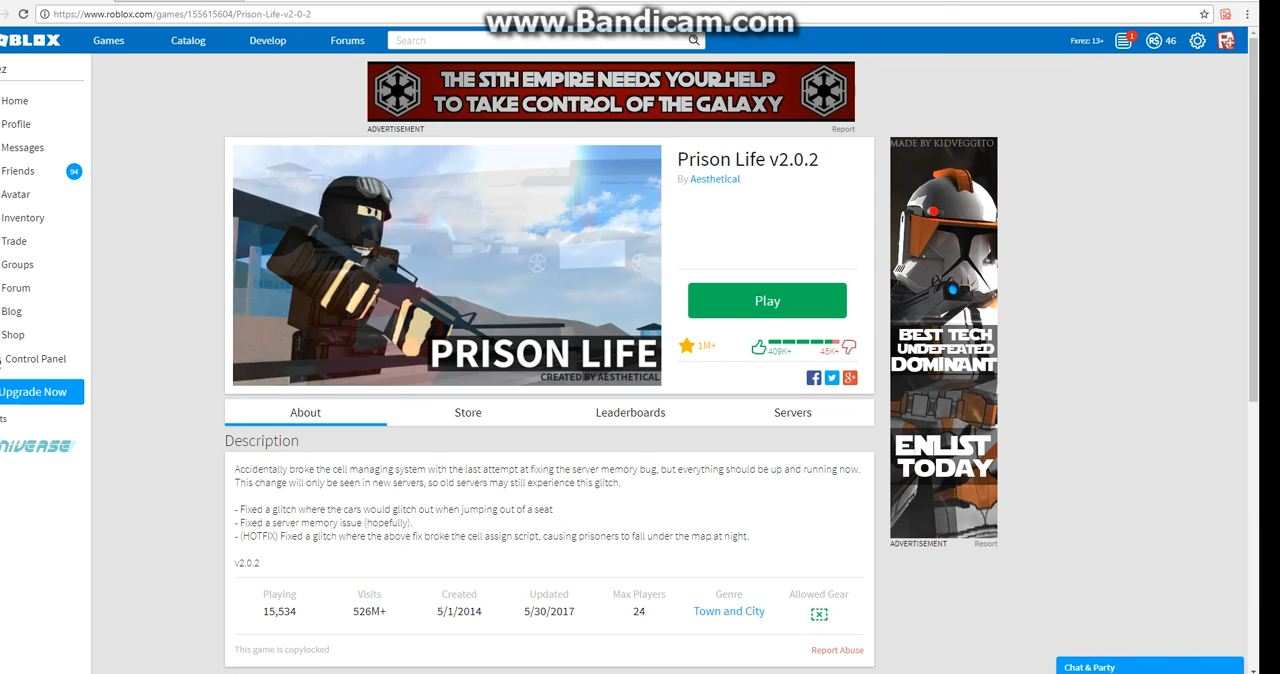 www.Bandicam.com
https://www.roblox.com/games/155615604/Prison-Life-v2-0-2
BLOX
Games
Catalog
Develop
Forums
Search
Fxrez: 13+
1
46
ez
Home
Profile
Messages
Friends
94
Avatar
Inventory
Trade
Groups
Forum
Blog
Shop
Control Panel
Upgrade Now
ts
NIVERSE
THE SITH EMPIRE NEEDS YOUR HELP
TO TAKE CONTROL OF THE GALAXY
ADVERTISEMENT
Report
PRISON LIFE
CREATED BY AESTHETICAL
Prison Life v2.0.2
By Aesthetical
Play
1M+
409K+
45K+
MADE BY KIDVEGGITO
BEST TECH
UNDEFEATED
DOMINANT
ENLIST
TODAY
ADVERTISEMENT
Report
About
Store
Leaderboards
Servers
Description
Accidentally broke the cell managing system with the last attempt at fixing the server memory bug, but everything should be up and running now.
This change will only be seen in new servers, so old servers may still experience this glitch.
- Fixed a glitch where the cars would glitch out when jumping out of a seat
- Fixed a server memory issue (hopefully).
- (HOTFIX) Fixed a glitch where the above fix broke the cell assign script, causing prisoners to fall under the map at night.
v2.0.2
Playing
15,534
Visits
526M+
Created
5/1/2014
Updated
5/30/2017
Max Players
24
Genre
Town and City
Allowed Gear
This game is copylocked
Report Abuse
Chat & Party